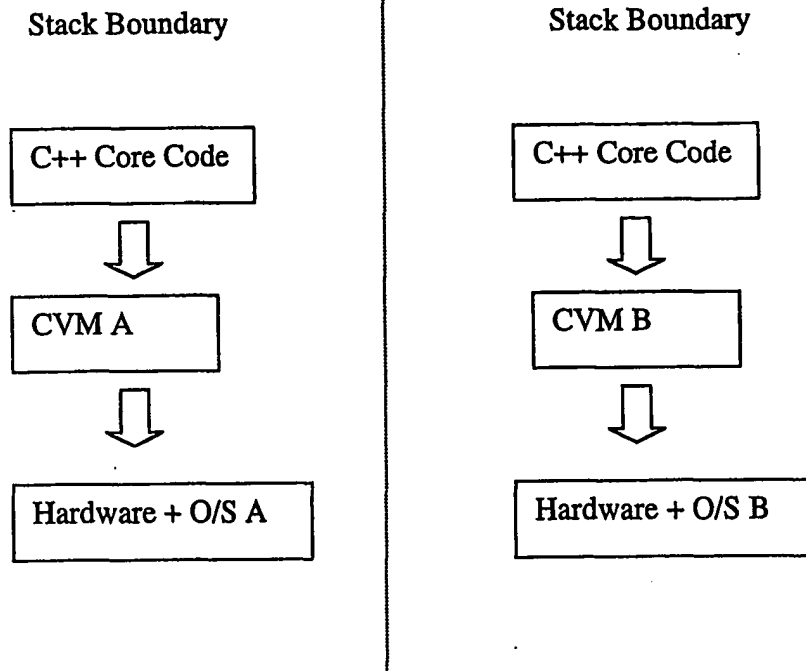 Stack Boundary
C++ Core Code
CVM A
Hardware + O/S A
Stack Boundary
C++ Core Code
CVM B
Hardware + O/S B